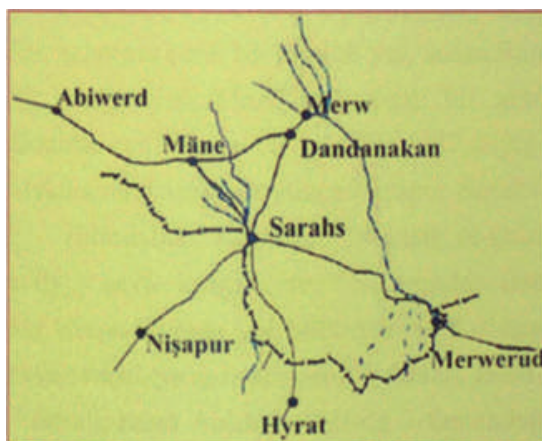 Abiwerd
Merw
Mäne
Dandanakan
Sarahs
Nişapur
Merwerud
Hyrat